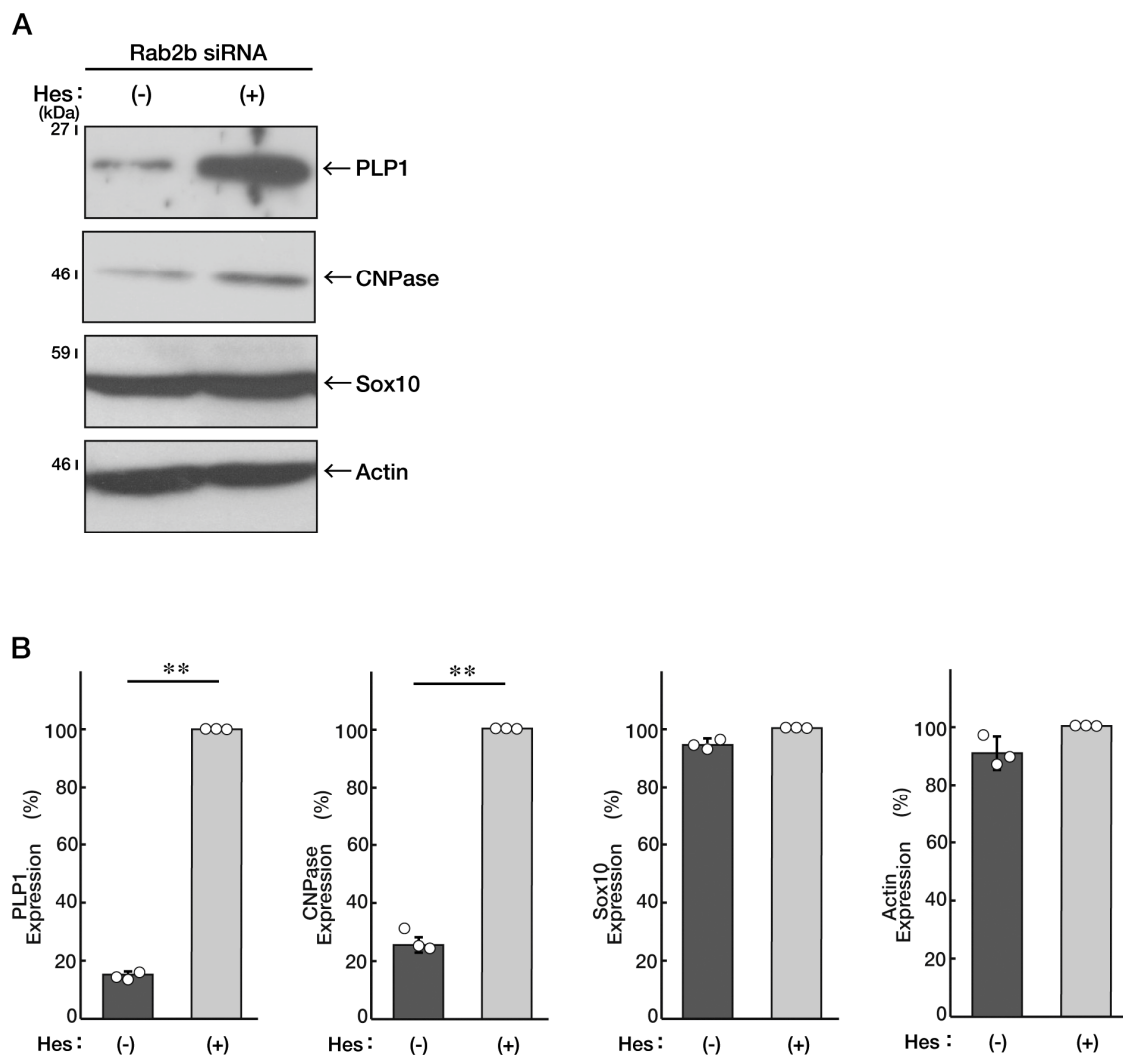 A
Rab2b siRNA
Hes: (-) (+)
(kDa)
27
PLP1
46
CNPase
59
Sox10
46
Actin
B
**
PLP1
Expression (%)
100
80
60
40
20
0
Hes: (-) (+)
**
CNPase
Expression (%)
100
80
60
40
20
0
Hes: (-) (+)
Sox10
Expression (%)
100
80
60
40
20
0
Hes: (-) (+)
Actin
Expression (%)
100
80
60
40
20
0
Hes: (-) (+)